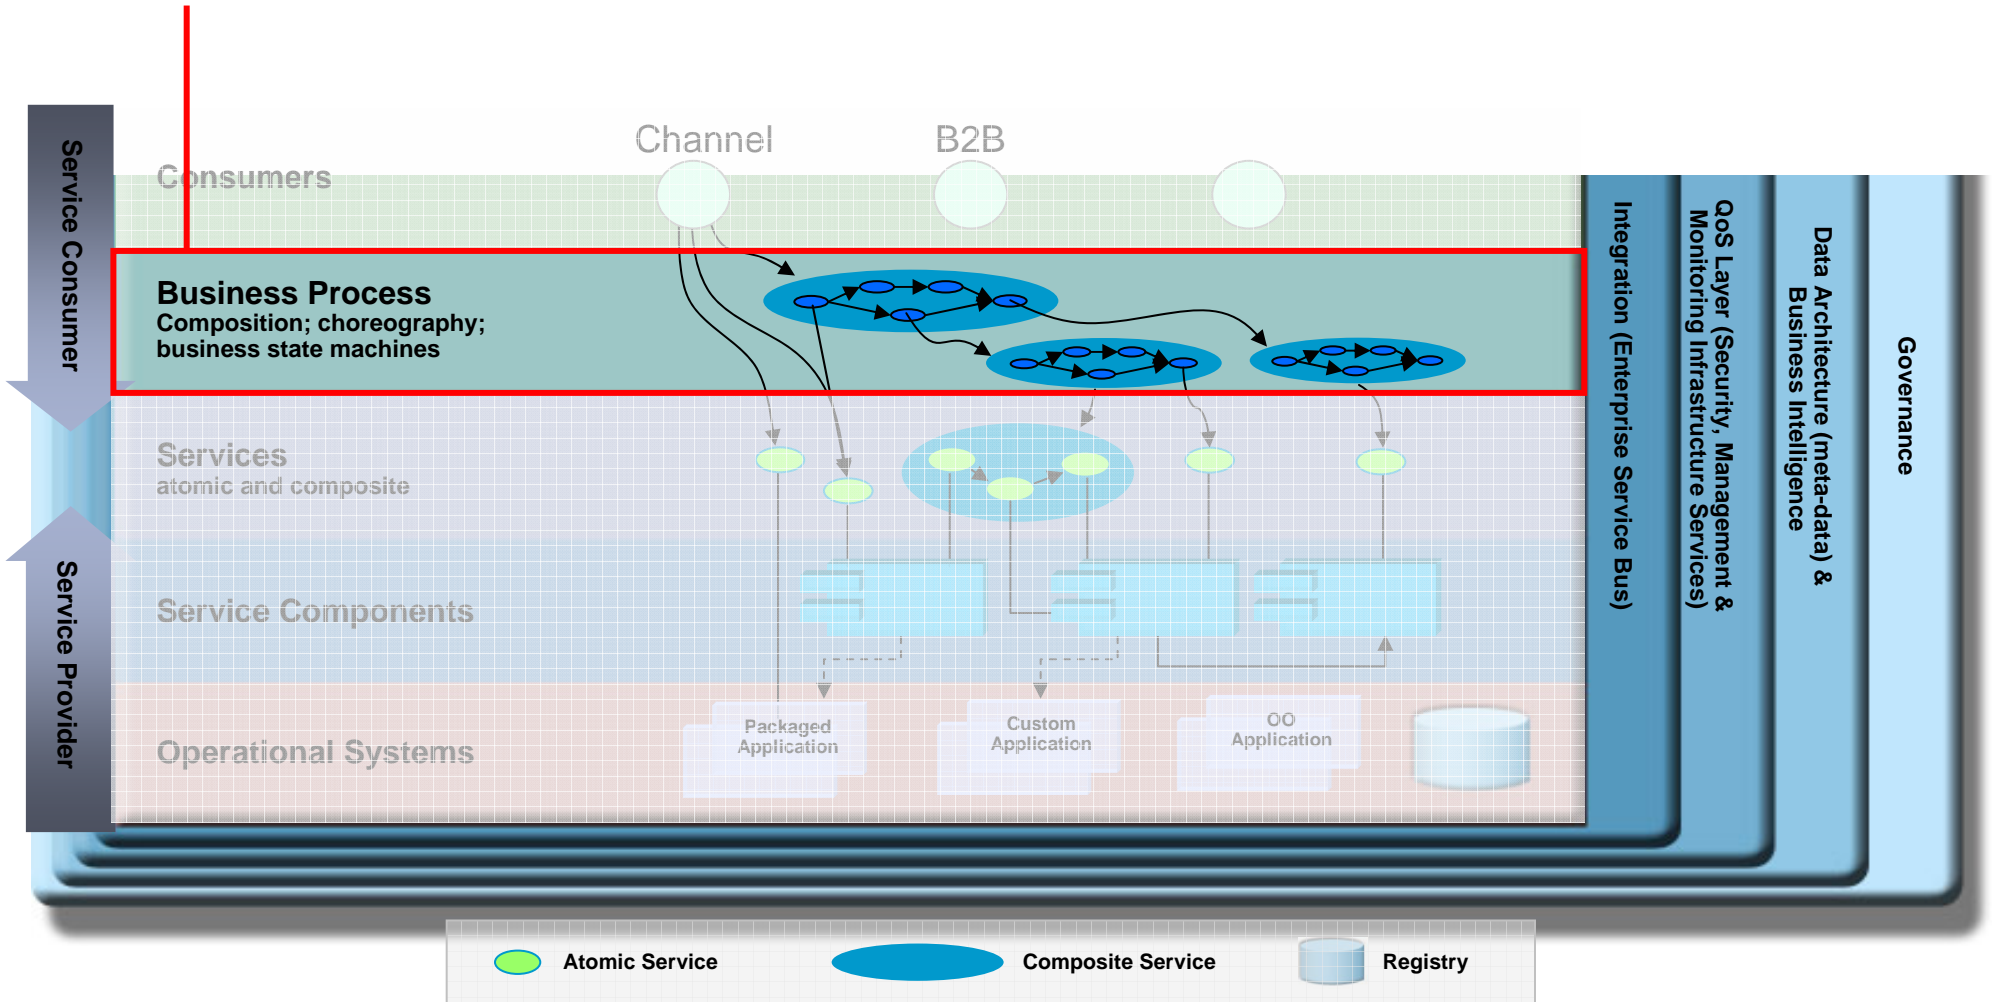 Channel
B2B
Consumers
Business Process
Composition; choreography;
business state machines
Services
atomic and composite
Service Components
Operational Systems
Packaged
Application
Custom
Application
OO
Application
Service Consumer
Service Provider
Integration (Enterprise Service Bus)
QoS Layer (Security, Management &
Monitoring Infrastructure Services)
Data Architecture (meta-data) &
Business Intelligence
Governance
Atomic Service
Composite Service
Registry